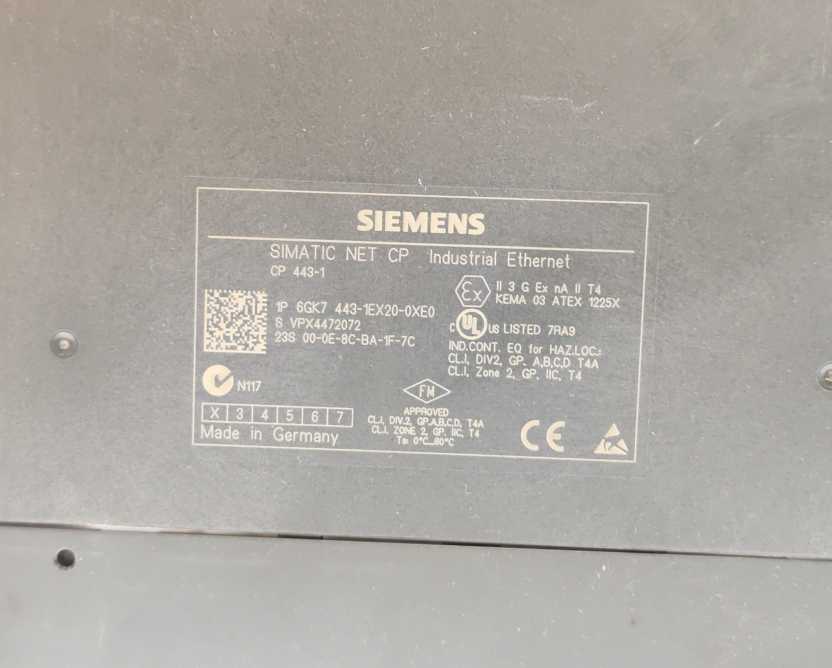 SIEMENS
SIMATIC NET CP Industrial Ethernet
CP 443-1
1P 6GK7 443-1EX20-0XE0
S VPX4472072
23S 00-0E-8C-BA-1F-7C
Ex
II 3 G Ex nA II T4
KEMA 03 ATEX 1225X
C UL US LISTED 7RA9
IND.CONT. EQ for HAZ.LOC.:
CL.I, DIV.2, GP. A,B,C,D T4A
CL.I, Zone 2, GP. IIC, T4
N117
X 3 4 5 6 7
Made in Germany
FM
APPROVED
CL.I, DIV.2, GP.A,B,C,D, T4A
CL.I, ZONE 2, GP. IIC, T4
Ta: 0°C...60°C
CE